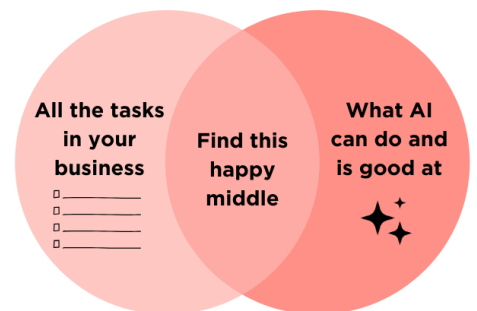 All the tasks
in your
business
Find this
happy
middle
What AI
can do and
is good at